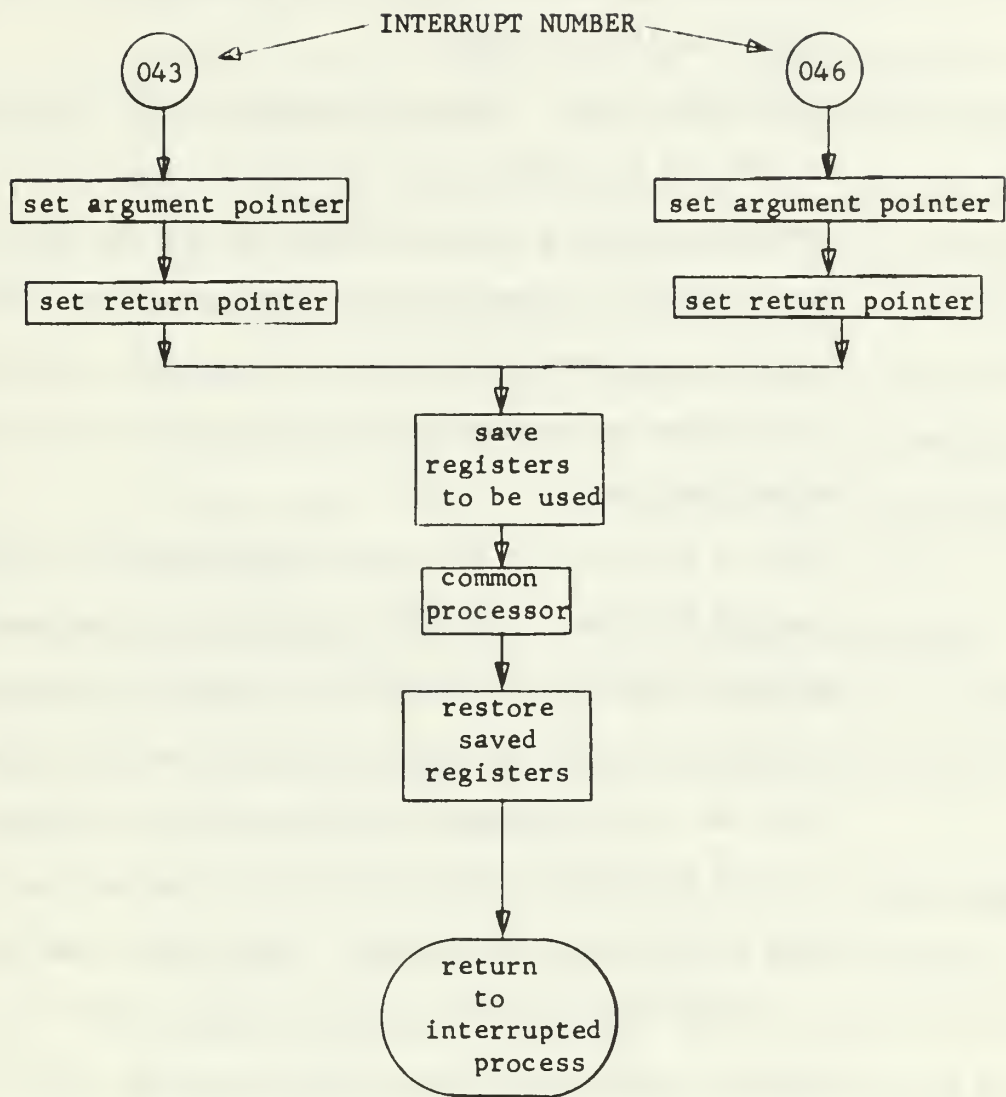 INTERRUPT NUMBER
043
046
set argument pointer
set argument pointer
set return pointer
set return pointer
save
registers
to be used
common
processor
restore
saved
registers
return
to
interrupted
process